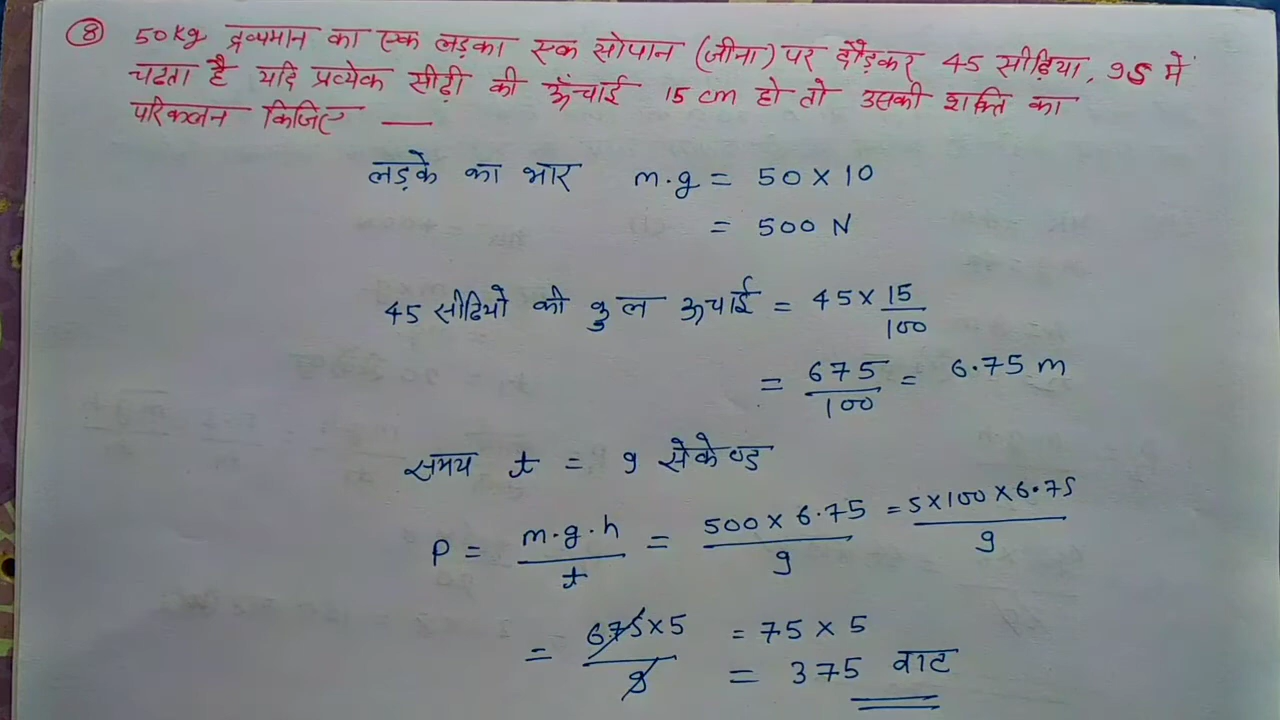 ⑧ 50kg द्रव्यमान का एक लड़का एक सोपान (जीना) पर दौड़कर 45 सीढ़िया, 9s में
चढता है यदि प्रत्येक सीढ़ी की ऊँचाई 15 cm हो तो उसकी शक्ति का
परिकलन किजिए —
लड़के का भार m.g = 50 × 10
= 500 N
45 सीढियो की कुल ऊचाई = 45 × 15/100
= 675/100 = 6.75 m
समय t = 9 सेकेण्ड
P = m.g.h/t = 500 × 6.75/9 = 5×100×6.75/9
= 675×5/9 = 75 × 5
= 375 वाट